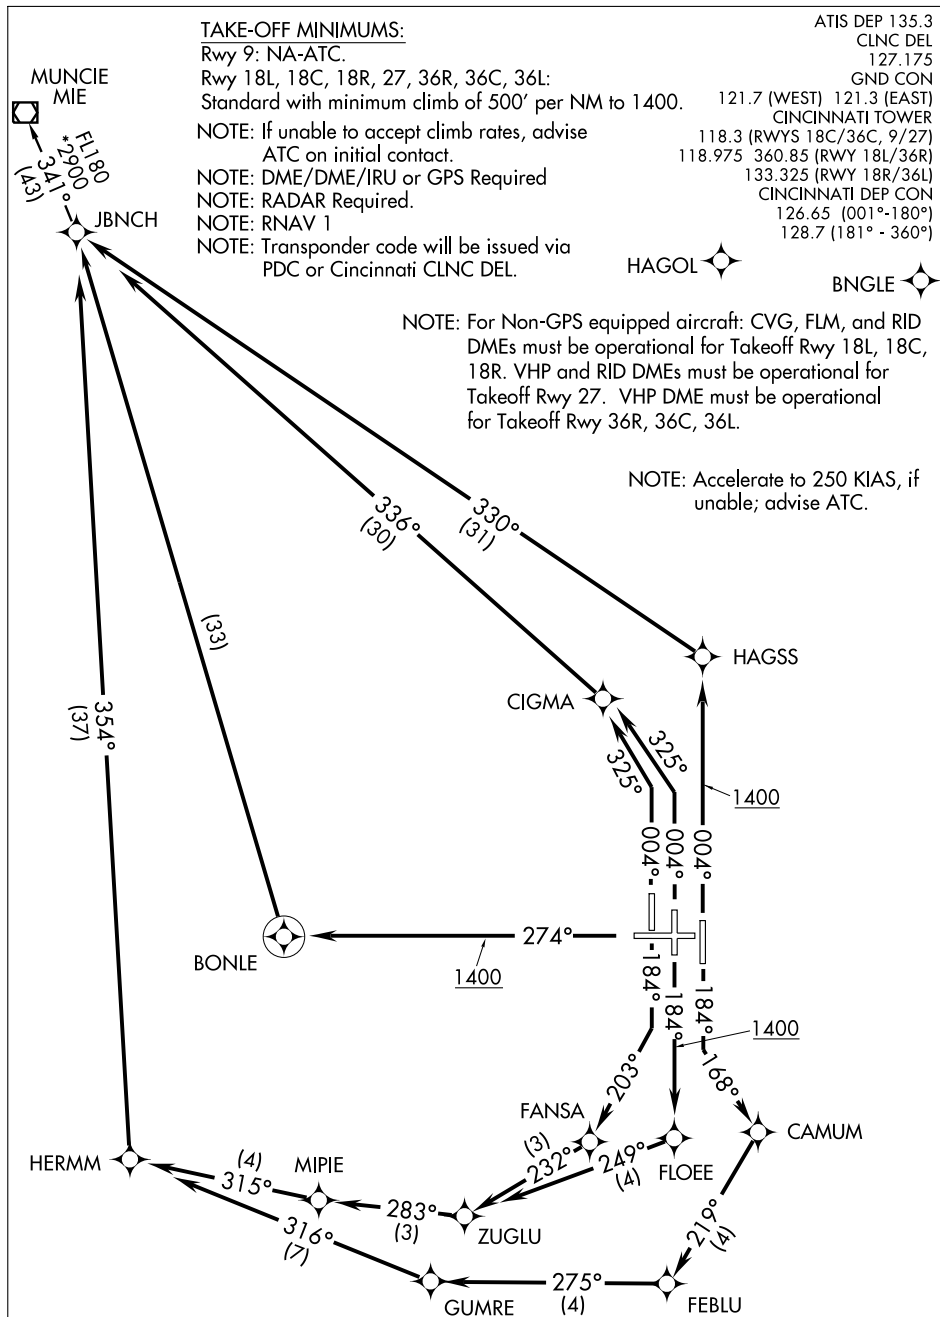 TAKE-OFF MINIMUMS:
Rwy 9: NA-ATC.
Rwy 18L, 18C, 18R, 27, 36R, 36C, 36L:
Standard with minimum climb of 500' per NM to 1400.
NOTE: If unable to accept climb rates, advise
ATC on initial contact.
NOTE: DME/DME/IRU or GPS Required
NOTE: RADAR Required.
NOTE: RNAV 1
NOTE: Transponder code will be issued via
PDC or Cincinnati CLNC DEL.
ATIS DEP 135.3
CLNC DEL
127.175
GND CON
121.7 (WEST) 121.3 (EAST)
CINCINNATI TOWER
118.3 (RWYS 18C/36C, 9/27)
118.975 360.85 (RWY 18L/36R)
133.325 (RWY 18R/36L)
CINCINNATI DEP CON
126.65 (001°-180°)
128.7 (181° - 360°)
MUNCIE
MIE
FL180
*2900
341°
(43)
JBNCH
HAGOL
BNGLE
NOTE: For Non-GPS equipped aircraft: CVG, FLM, and RID
DMEs must be operational for Takeoff Rwy 18L, 18C,
18R. VHP and RID DMEs must be operational for
Takeoff Rwy 27. VHP DME must be operational
for Takeoff Rwy 36R, 36C, 36L.
NOTE: Accelerate to 250 KIAS, if
unable; advise ATC.
336°
(30)
330°
(31)
(33)
354°
(37)
HAGSS
CIGMA
325°
325°
1400
004°
004°
004°
BONLE
274°
1400
184°
184°
184°
1400
203°
168°
FANSA
FLOEE
CAMUM
(3)
232°
249°
(4)
219°
(4)
HERMM
(4)
315°
MIPIE
283°
(3)
ZUGLU
316°
(7)
GUMRE
275°
(4)
FEBLU